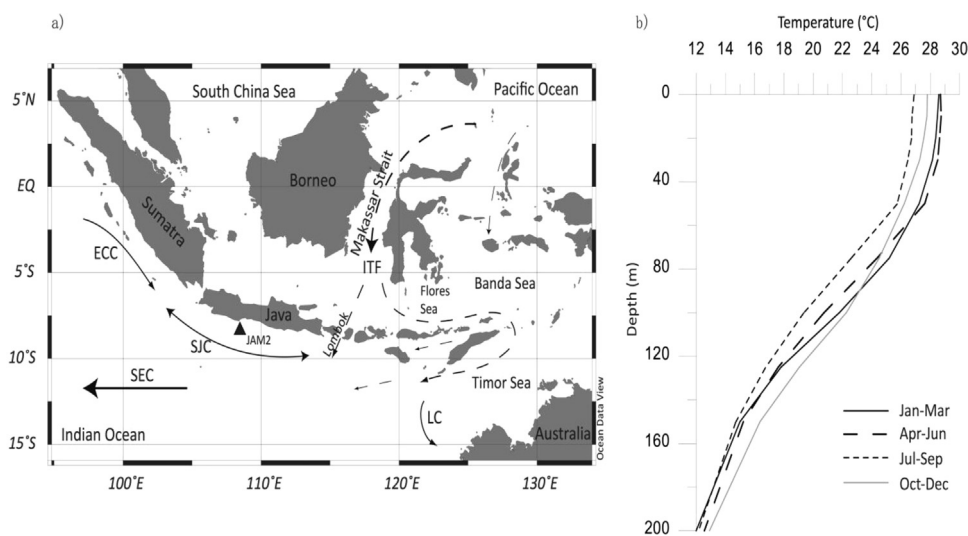 a)
South China Sea
Pacific Ocean
5°N
EQ
5°S
10°S
15°S
Borneo
Makassar Strait
Sumatra
ECC
ITF
Flores
Sea
Banda Sea
Java
SJC
JAM2
Lombok
SEC
Timor Sea
LC
Indian Ocean
Australia
Ocean Data View
100°E
110°E
120°E
130°E
b)
Temperature (°C)
12 14 16 18 20 22 24 26 28 30
Depth (m)
0
40
80
120
160
200
Jan-Mar
Apr-Jun
Jul-Sep
Oct-Dec